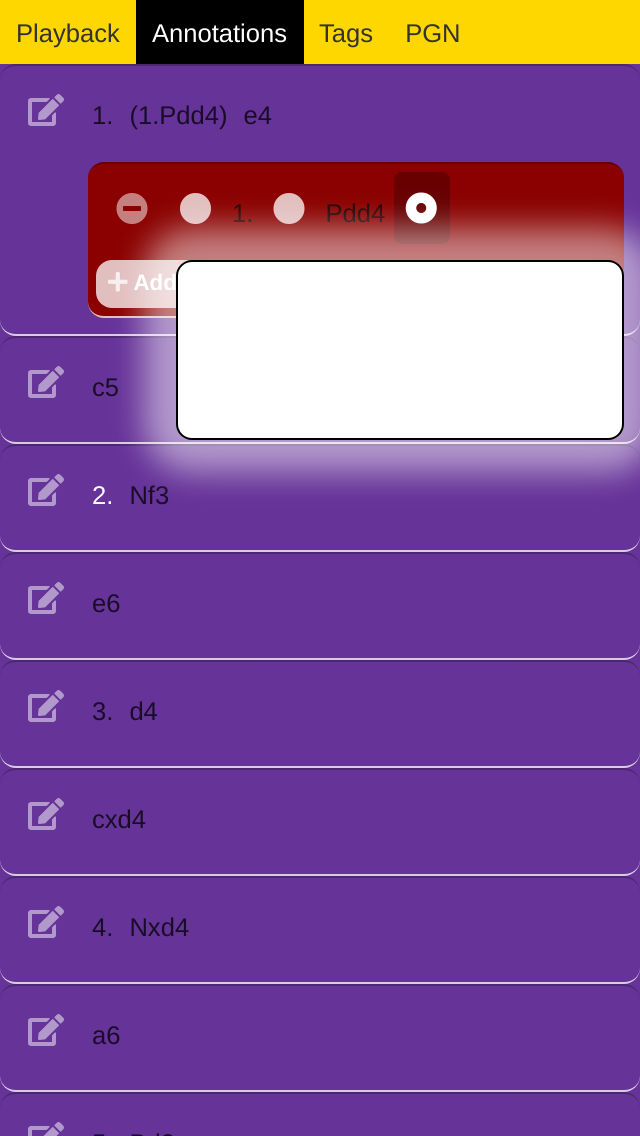 Playback Annotations Tags PGN
1. (1.Pdd4) e4
1. Pdd4
Add
c5
2. Nf3
e6
3. d4
cxd4
4. Nxd4
a6